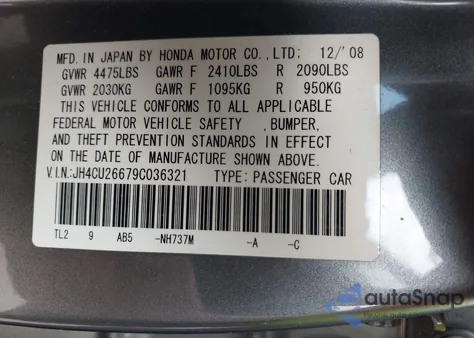 MFD. IN JAPAN BY HONDA MOTOR CO., LTD; 12/'08
GVWR 4475LBS GAWR F 2410LBS R 2090LBS
GVWR 2030KG GAWR F 1095KG R 950KG
THIS VEHICLE CONFORMS TO ALL APPLICABLE
FEDERAL MOTOR VEHICLE SAFETY , BUMPER,
AND THEFT PREVENTION STANDARDS IN EFFECT
ON THE DATE OF MANUFACTURE SHOWN ABOVE.
V.I.N:JH4CU26679C036321 TYPE: PASSENGER CAR
TL2 9 AB5 -NH737M -A -C
autoSnap